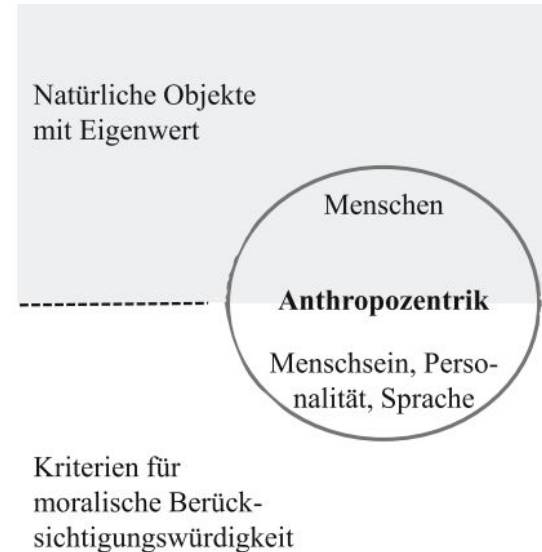 Natürliche Objekte
mit Eigenwert
Menschen
Anthropozentrik
Menschsein, Perso-
nalität, Sprache
Kriterien für
moralische Berück-
sichtigungswürdigkeit